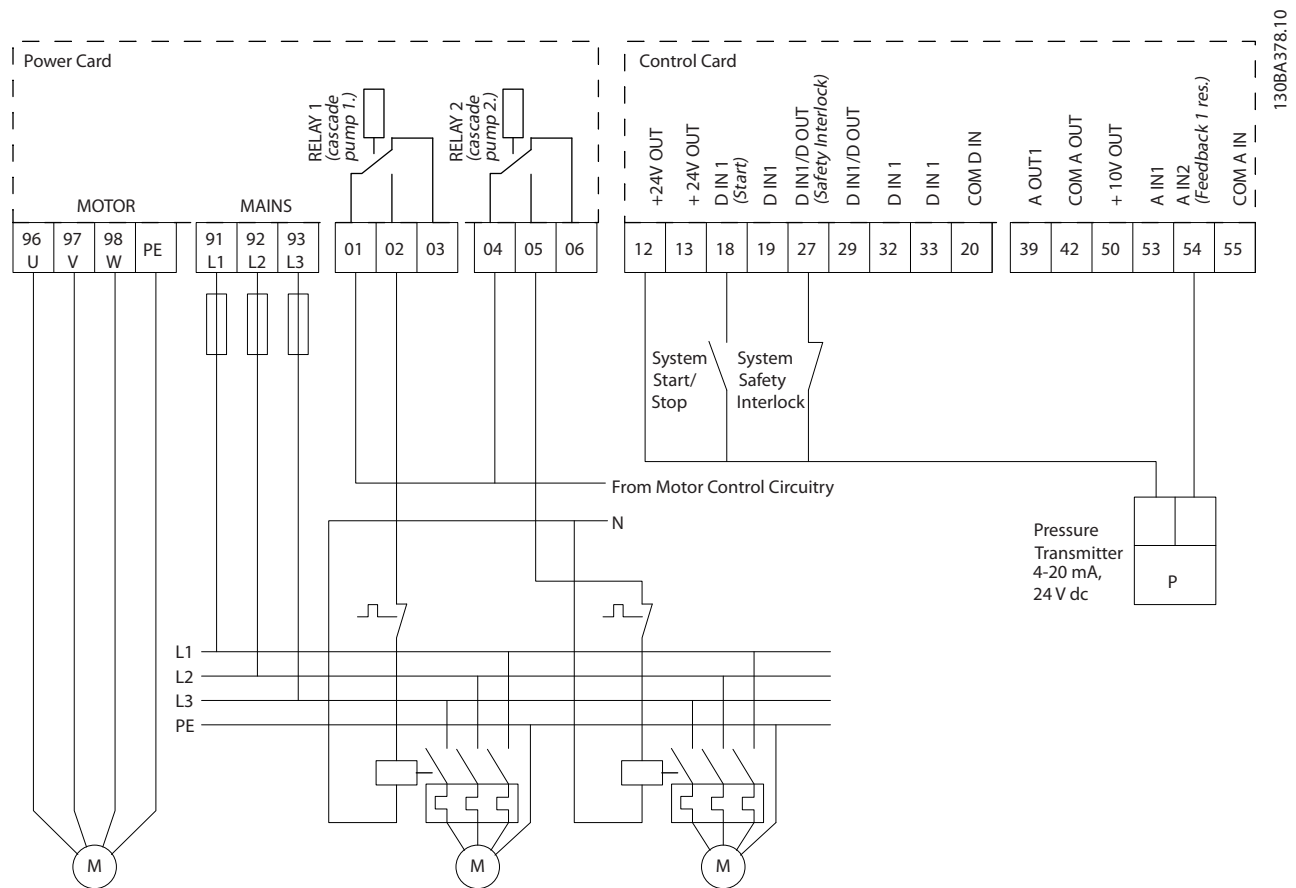 130BA378.10
Power Card
Control Card
RELAY 1
(cascade
pump 1.)
RELAY 2
(cascade
pump 2.)
+24V OUT
+ 24V OUT
D IN 1
(Start)
D IN1
D IN1/D OUT
(Safety Interlock)
D IN1/D OUT
D IN 1
D IN 1
COM D IN
A OUT1
COM A OUT
+ 10V OUT
A IN1
A IN2
(Feedback 1 res.)
COM A IN
MOTOR
MAINS
96 97 98 PE
U V W
91 92 93
L1 L2 L3
01 02 03
04 05 06
12 13 18 19 27 29 32 33 20
39 42 50 53 54 55
System
Start/
Stop
System
Safety
Interlock
From Motor Control Circuitry
N
Pressure
Transmitter
4-20 mA,
24 V dc
P
L1
L2
L3
PE
M
M
M